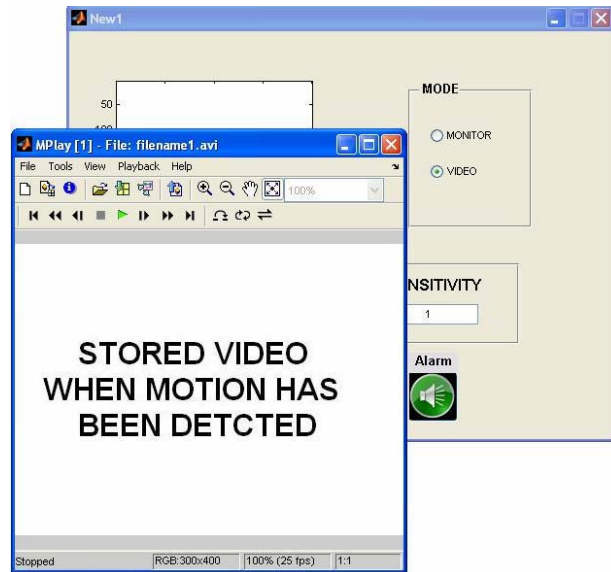 New1
50
100
MODE
MONITOR
VIDEO
MPlay [1] - File: filename1.avi
File Tools View Playback Help
100%
STORED VIDEO
WHEN MOTION HAS
BEEN DETCTED
NSITIVITY
1
Alarm
Stopped
RGB:300x400
100% (25 fps)
1:1